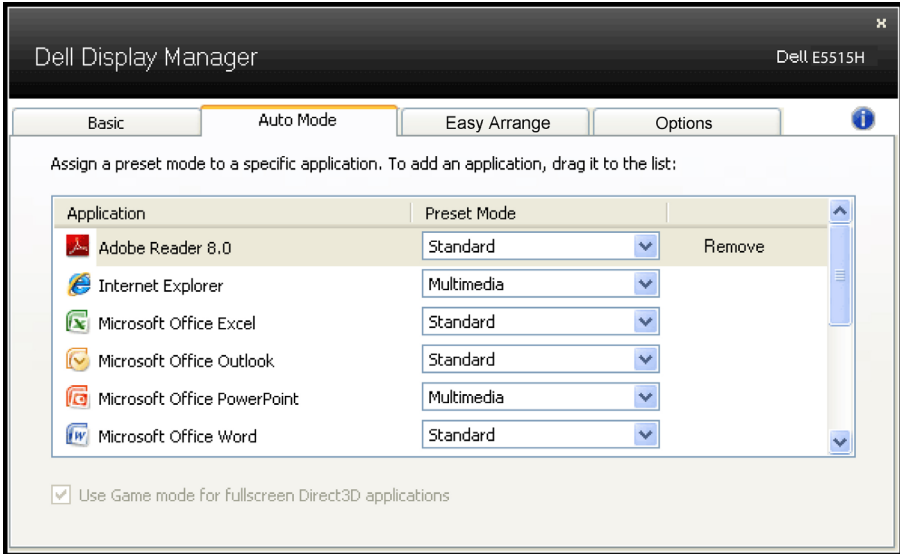 Dell Display Manager
Dell E5515H
Basic Auto Mode Easy Arrange Options
Assign a preset mode to a specific application. To add an application, drag it to the list:
Application Preset Mode
Adobe Reader 8.0 Standard Remove
Internet Explorer Multimedia
Microsoft Office Excel Standard
Microsoft Office Outlook Standard
Microsoft Office PowerPoint Multimedia
Microsoft Office Word Standard
Use Game mode for fullscreen Direct3D applications